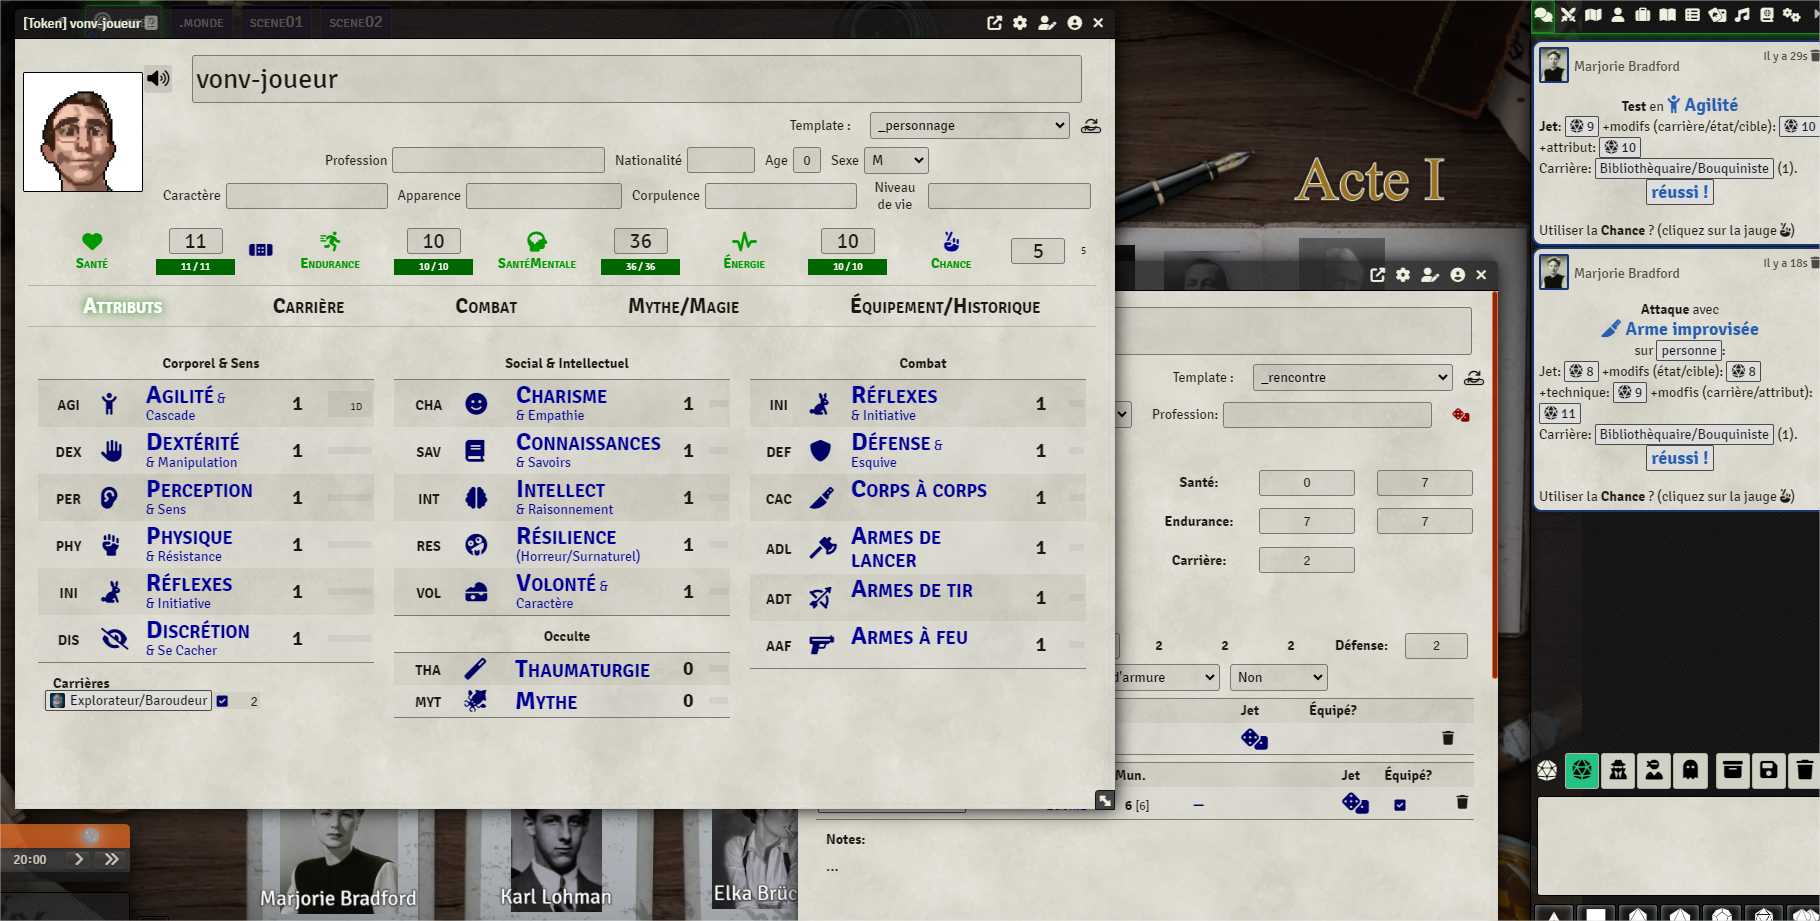 [Token] vonv-joueur
.MONDE
SCENE01
SCENE02
vonv-joueur
Template :
_personnage
Profession
Nationalité
Age
0
Sexe
M
Caractère
Apparence
Corpulence
Niveau
de vie
Santé
11
11 / 11
Endurance
10
10 / 10
SantéMentale
36
36 / 36
Énergie
10
10 / 10
Chance
5
5
Attributs
Carrière
Combat
Mythe/Magie
Équipement/Historique
Corporel & Sens
AGI
Agilité &
Cascade
1
1D
DEX
Dextérité
& Manipulation
1
PER
Perception
& Sens
1
PHY
Physique
& Résistance
1
INI
Réflexes
& Initiative
1
DIS
Discrétion
& Se Cacher
1
Carrières
Explorateur/Baroudeur
2
Social & Intellectuel
CHA
Charisme
& Empathie
1
SAV
Connaissances
& Savoirs
1
INT
Intellect
& Raisonnement
1
RES
Résilience
(Horreur/Surnaturel)
1
VOL
Volonté &
Caractère
1
Occulte
THA
Thaumaturgie
0
MYT
Mythe
0
Combat
INI
Réflexes
& Initiative
1
DEF
Défense &
Esquive
1
CAC
Corps à corps
1
ADL
Armes de
lancer
1
ADT
Armes de tir
1
AAF
Armes à feu
1
Acte I
Template :
_rencontre
Profession:
Santé:
0
7
Endurance:
7
7
Carrière:
2
2
2
2
Défense:
2
d'armure
Non
Jet
Équipé?
Mun.
Jet
Équipé?
6 [6]
–
Notes:
...
20:00
Marjorie Bradford
Karl Lohman
Elka Brüc
Marjorie Bradford
Il y a 29s
Test en Agilité
Jet: 9 +modifs (carrière/état/cible): 10
+attribut: 10
Carrière: Bibliothèquaire/Bouquiniste (1).
réussi !
Utiliser la Chance ? (cliquez sur la jauge )
Marjorie Bradford
Il y a 18s
Attaque avec
Arme improvisée
sur personne :
Jet: 8 +modifs (état/cible): 8
+technique: 9 +modfis (carrière/attribut):
11
Carrière: Bibliothèquaire/Bouquiniste (1).
réussi !
Utiliser la Chance ? (cliquez sur la jauge )